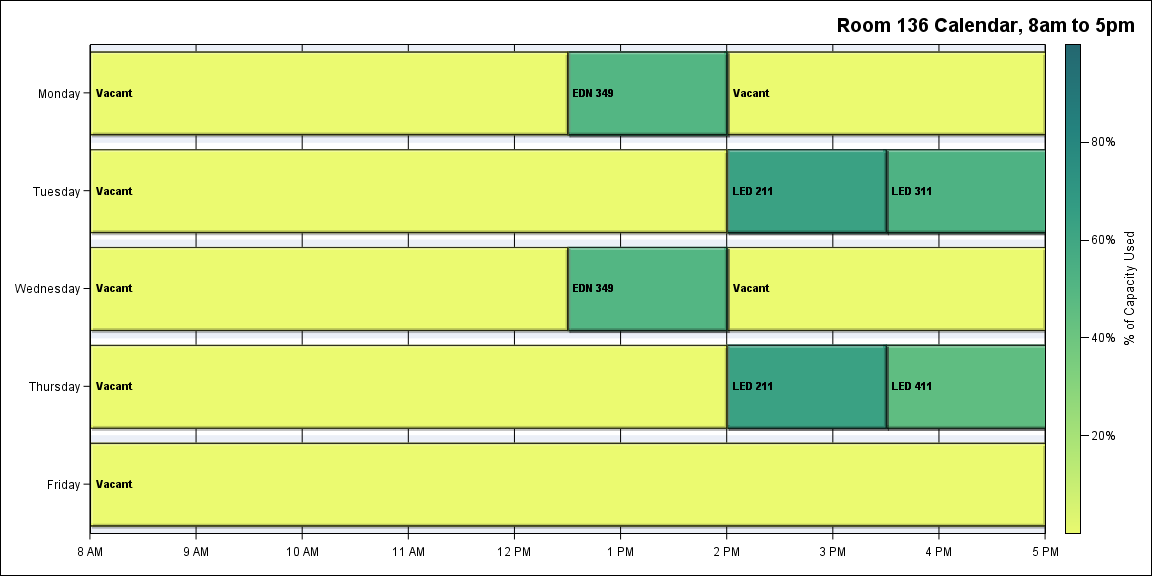 Room 136 Calendar, 8am to 5pm
Monday
Vacant
EDN 349
Vacant
Tuesday
Vacant
LED 211
LED 311
Wednesday
Vacant
EDN 349
Vacant
Thursday
Vacant
LED 211
LED 411
Friday
Vacant
8 AM
9 AM
10 AM
11 AM
12 PM
1 PM
2 PM
3 PM
4 PM
5 PM
80%
60%
40%
20%
% of Capacity Used